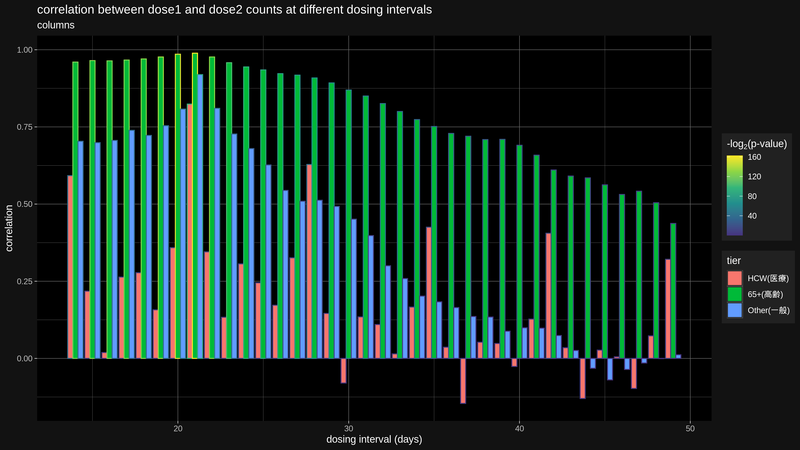 correlation between dose1 and dose2 counts at different dosing intervals
columns
1.00
0.75
0.50
0.25
0.00
correlation
20
30
40
50
dosing interval (days)
-log2(p-value)
160
120
80
40
tier
HCW(医療)
65+(高齢)
Other(一般)